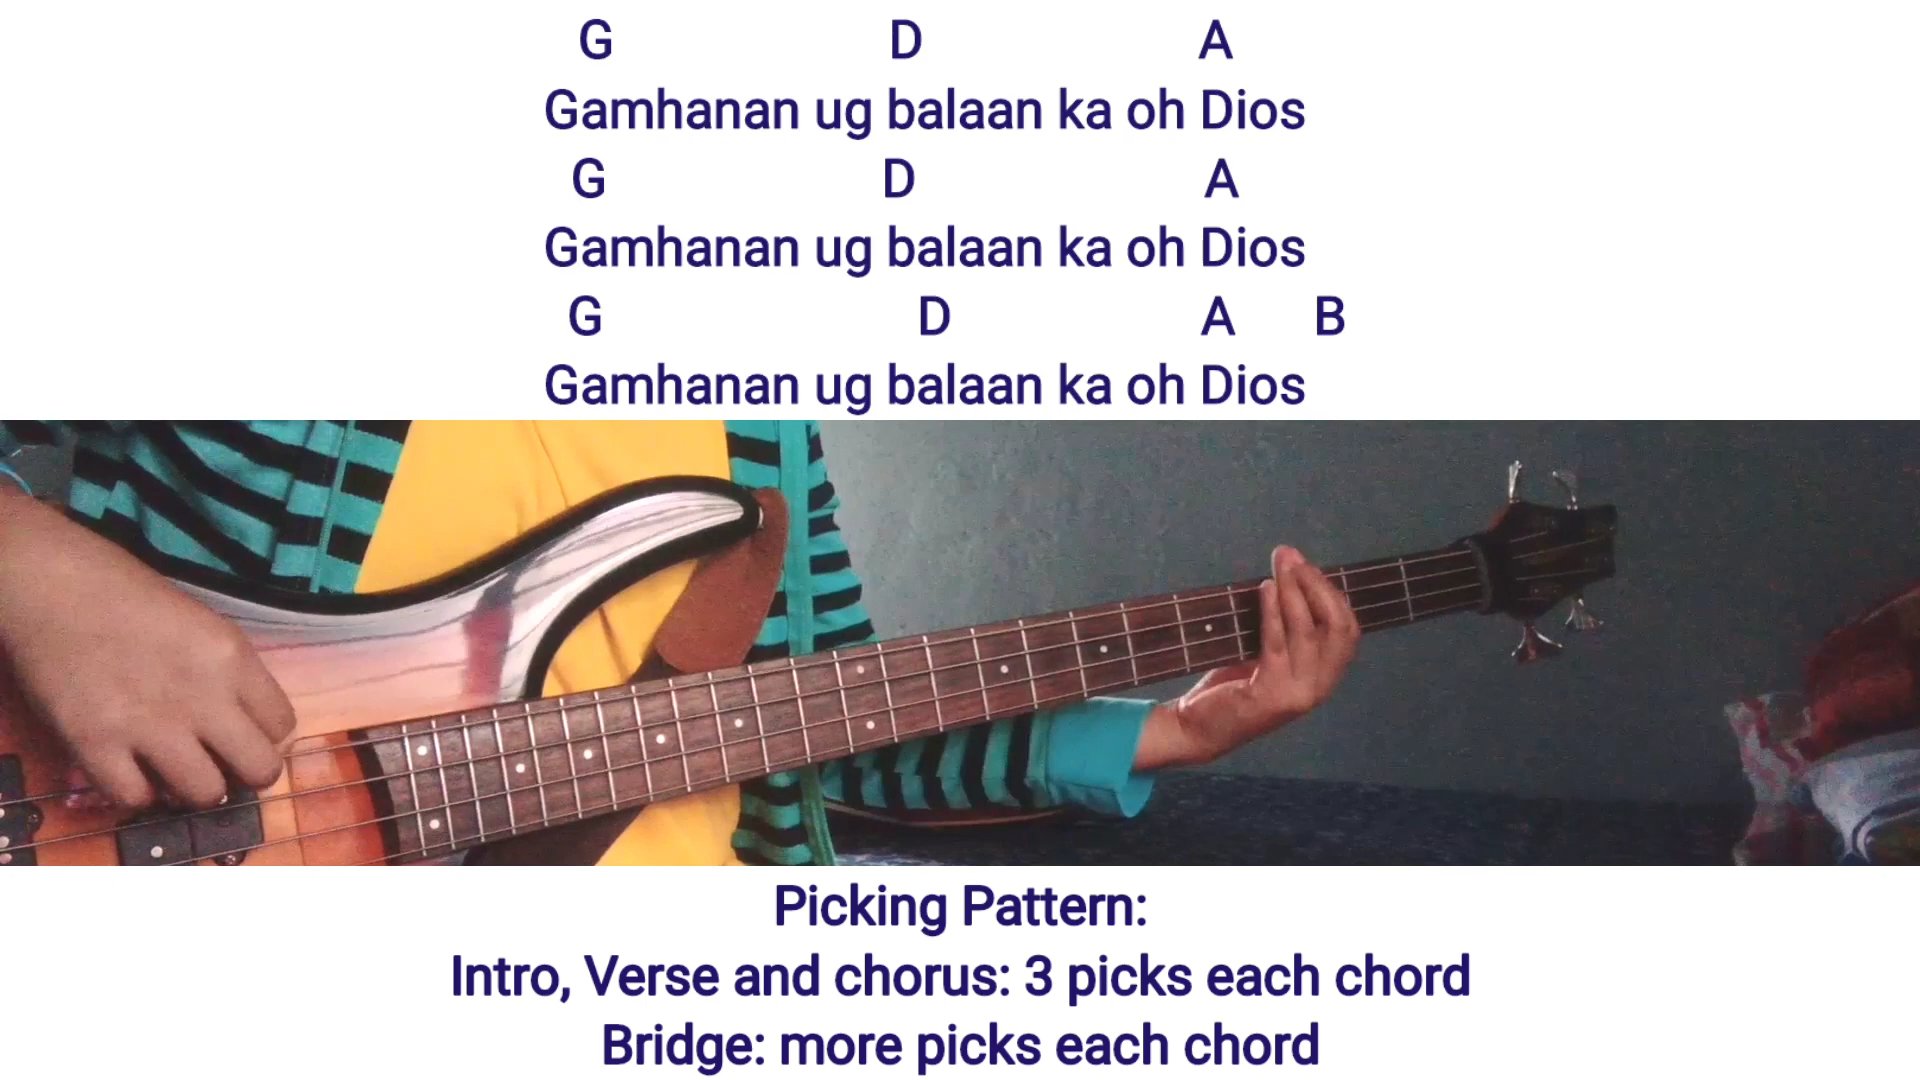 G D A
Gamhanan ug balaan ka oh Dios
G D A
Gamhanan ug balaan ka oh Dios
G D A B
Gamhanan ug balaan ka oh Dios
Picking Pattern:
Intro, Verse and chorus: 3 picks each chord
Bridge: more picks each chord